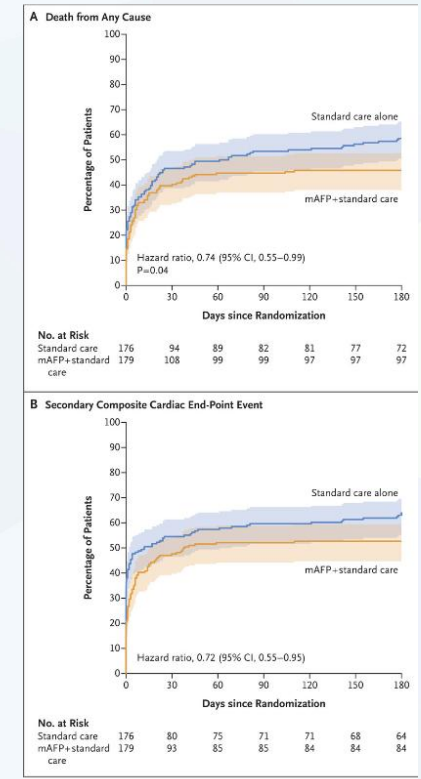 A Death from Any Cause
100
90
80
70
60
50
40
30
20
10
0
Percentage of Patients
Standard care alone
mAFP+standard care
Hazard ratio, 0.74 (95% CI, 0.55–0.99)
P=0.04
0 30 60 90 120 150 180
Days since Randomization
No. at Risk
Standard care 176 94 89 82 81 77 72
mAFP+standard 179 108 99 99 97 97 97
care
B Secondary Composite Cardiac End-Point Event
100
90
80
70
60
50
40
30
20
10
0
Percentage of Patients
Standard care alone
mAFP+standard care
Hazard ratio, 0.72 (95% CI, 0.55–0.95)
0 30 60 90 120 150 180
Days since Randomization
No. at Risk
Standard care 176 80 75 71 71 68 64
mAFP+standard 179 93 85 85 84 84 84
care